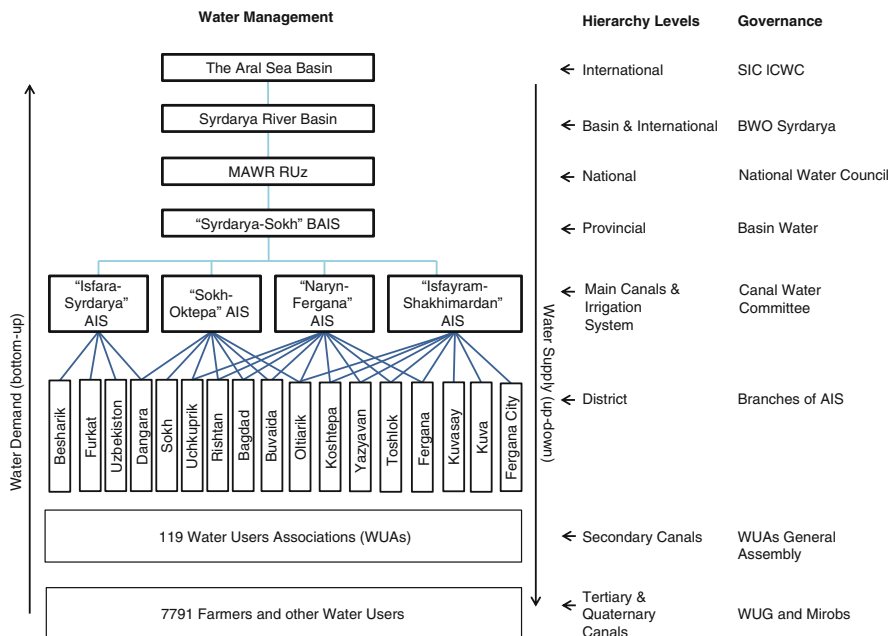 Water Management
Hierarchy Levels
Governance
The Aral Sea Basin
International
SIC ICWC
Syrdarya River Basin
Basin & International
BWO Syrdarya
MAWR RUz
National
National Water Council
“Syrdarya-Sokh” BAIS
Provincial
Basin Water
“Isfara-
Syrdarya”
AIS
“Sokh-
Oktepa” AIS
“Naryn-
Fergana”
AIS
“Isfayram-
Shakhimardan”
AIS
Main Canals &
Irrigation
System
Canal Water
Committee
Water Demand (bottom-up)
Water Supply (up-down)
Besharik
Furkat
Uzbekiston
Dangara
Sokh
Uchkuprik
Rishtan
Bagdad
Buvaida
Oltiarik
Koshtepa
Yazyavan
Toshlok
Fergana
Kuvasay
Kuva
Fergana City
District
Branches of AIS
119 Water Users Associations (WUAs)
Secondary Canals
WUAs General
Assembly
7791 Farmers and other Water Users
Tertiary &
Quaternary
Canals
WUG and Mirobs